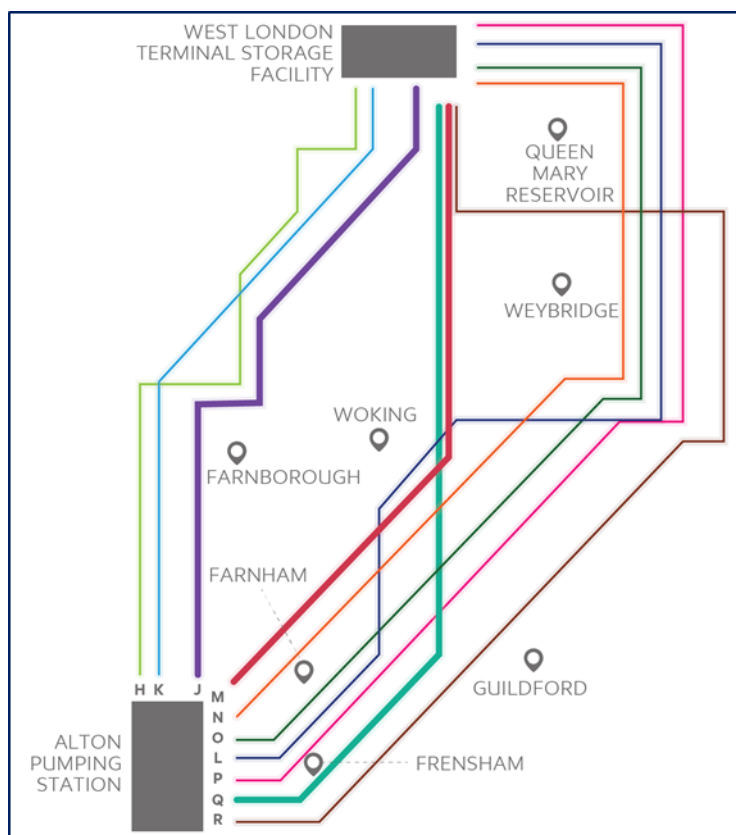 WEST LONDON
TERMINAL STORAGE
FACILITY
QUEEN
MARY
RESERVOIR
WEYBRIDGE
WOKING
FARNBOROUGH
FARNHAM
GUILDFORD
H K J
M
N
O
L
P
Q
R
ALTON
PUMPING
STATION
FRENSHAM